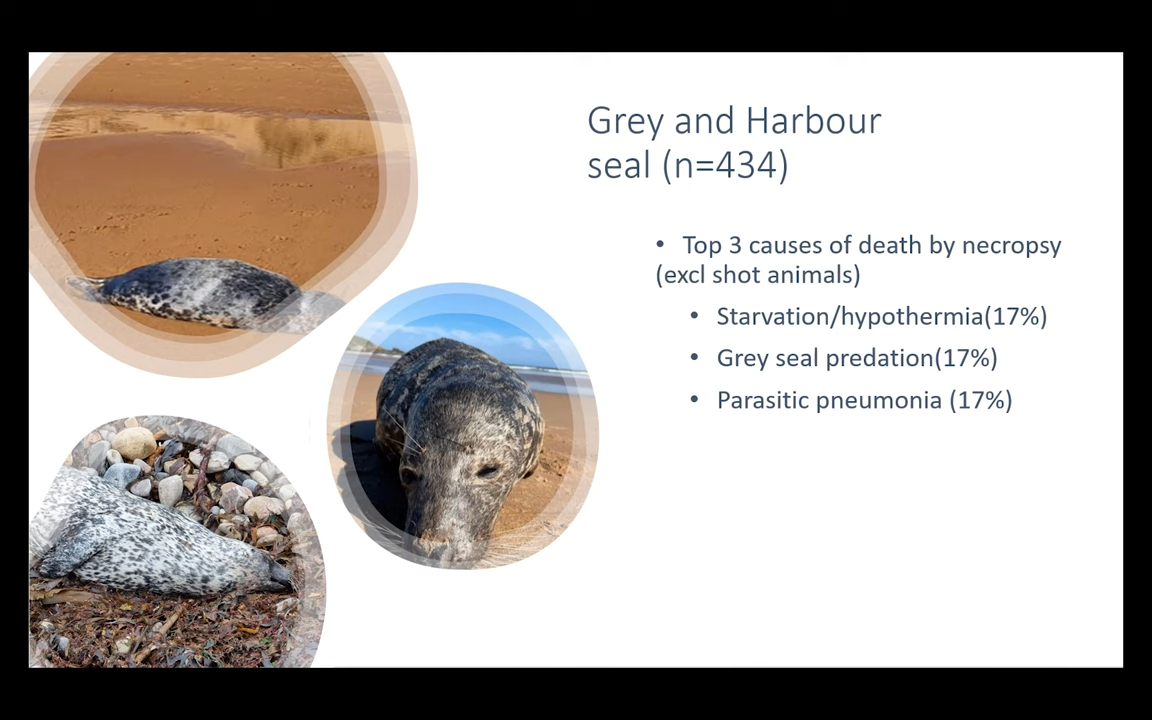 Grey and Harbour
seal (n=434)
• Top 3 causes of death by necropsy
(excl shot animals)
• Starvation/hypothermia(17%)
• Grey seal predation(17%)
• Parasitic pneumonia (17%)